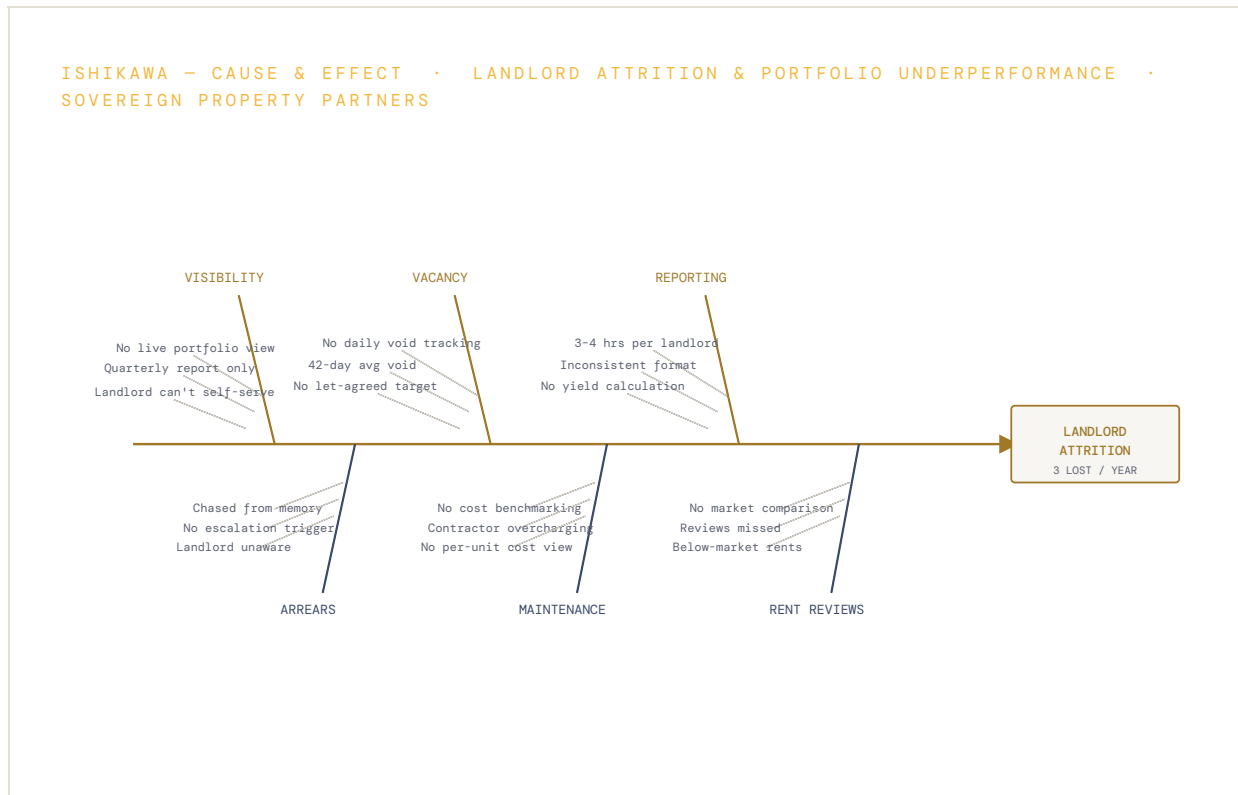 ISHIKAWA — CAUSE & EFFECT · LANDLORD ATTRITION & PORTFOLIO UNDERPERFORMANCE ·
SOVEREIGN PROPERTY PARTNERS
VISIBILITY
No live portfolio view
Quarterly report only
Landlord can't self-serve
VACANCY
No daily void tracking
42-day avg void
No let-agreed target
REPORTING
3–4 hrs per landlord
Inconsistent format
No yield calculation
LANDLORD
ATTRITION
3 LOST / YEAR
Chased from memory
No escalation trigger
Landlord unaware
ARREARS
No cost benchmarking
Contractor overcharging
No per-unit cost view
MAINTENANCE
No market comparison
Reviews missed
Below-market rents
RENT REVIEWS